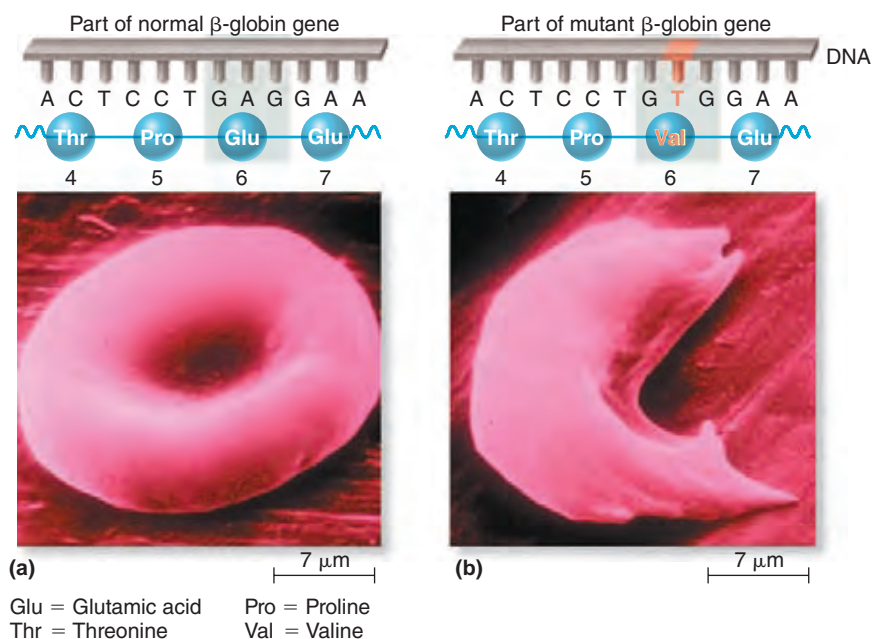 Part of normal β-globin gene
A C T C C T G A G G A A
Thr Pro Glu Glu
4 5 6 7
(a)
7 μm
Part of mutant β-globin gene
DNA
A C T C C T G T G G A A
Thr Pro Val Glu
4 5 6 7
(b)
7 μm
Glu = Glutamic acid Pro = Proline
Thr = Threonine Val = Valine